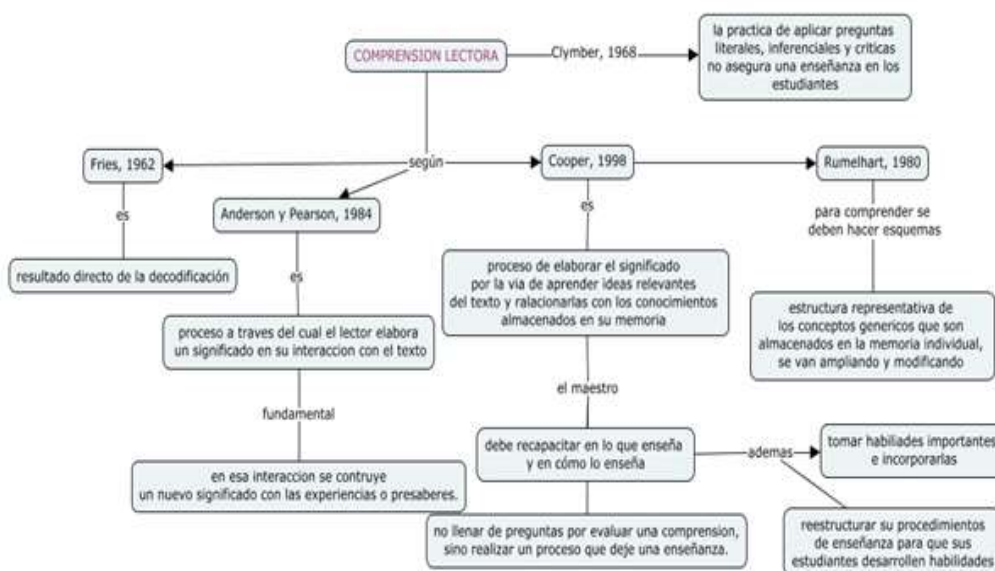 COMPRENSION LECTORA
Clymber, 1968
la practica de aplicar preguntas
literales, inferenciales y criticas
no asegura una enseñanza en los
estudiantes
según
Fries, 1962
es
resultado directo de la decodificación
Anderson y Pearson, 1984
es
proceso a traves del cual el lector elabora
un significado en su interaccion con el texto
fundamental
en esa interaccion se contruye
un nuevo significado con las experiencias o presaberes.
Cooper, 1998
es
proceso de elaborar el significado
por la via de aprender ideas relevantes
del texto y ralacionarlas con los conocimientos
almacenados en su memoria
el maestro
debe recapacitar en lo que enseña
y en cómo lo enseña
no llenar de preguntas por evaluar una comprension,
sino realizar un proceso que deje una enseñanza.
ademas
tomar habiliades importantes
e incorporarlas
reestructurar su procedimientos
de enseñanza para que sus
estudiantes desarrollen habilidades
Rumelhart, 1980
para comprender se
deben hacer esquemas
estructura representativa de
los conceptos genericos que son
almacenados en la memoria individual,
se van ampliando y modificando